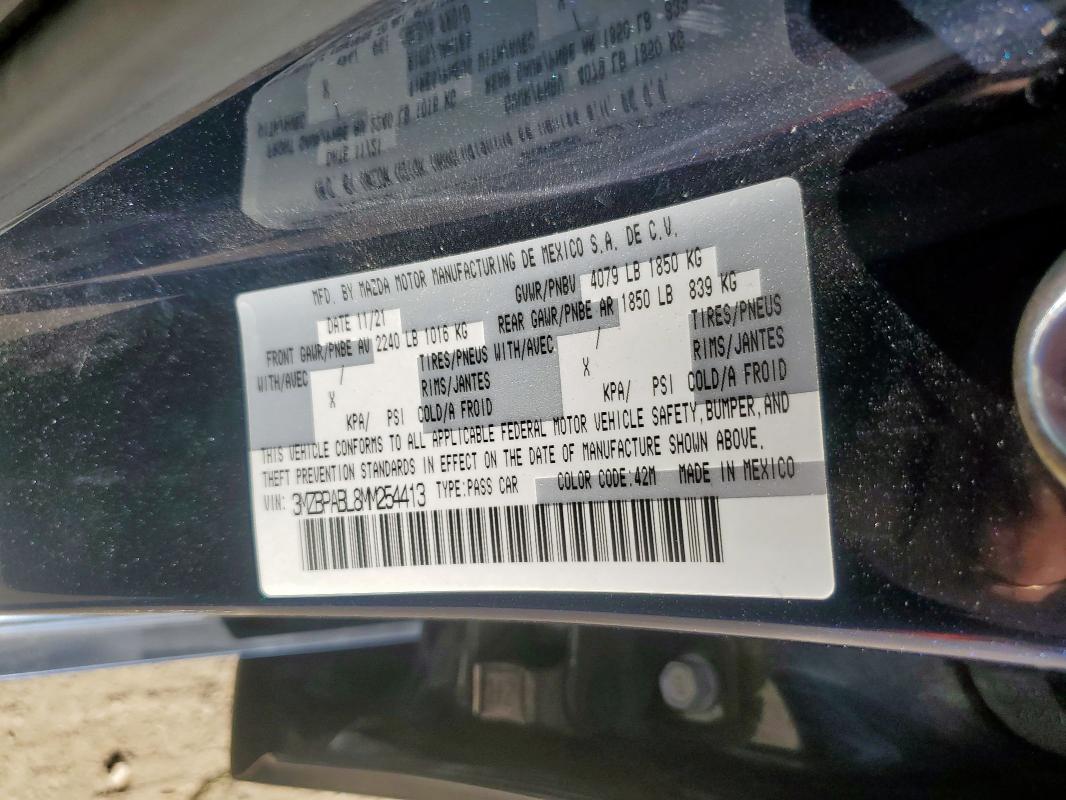 MFD. BY MAZDA MOTOR MANUFACTURING DE MEXICO S.A. DE C.V.
DATE 11/21 GVWR/PNBV 4079 LB 1850 KG
FRONT GAWR/PNBE AV 2240 LB 1016 KG REAR GAWR/PNBE AR 1850 LB 839 KG
WITH/AVEC / TIRES/PNEUS WITH/AVEC / TIRES/PNEUS
X RIMS/JANTES X RIMS/JANTES
KPA/ PSI COLD/A FROID KPA/ PSI COLD/A FROID
THIS VEHICLE CONFORMS TO ALL APPLICABLE FEDERAL MOTOR VEHICLE SAFETY, BUMPER, AND
THEFT PREVENTION STANDARDS IN EFFECT ON THE DATE OF MANUFACTURE SHOWN ABOVE.
VIN: 3MZBPABL8MM254413 TYPE:PASS CAR COLOR CODE:42M MADE IN MEXICO